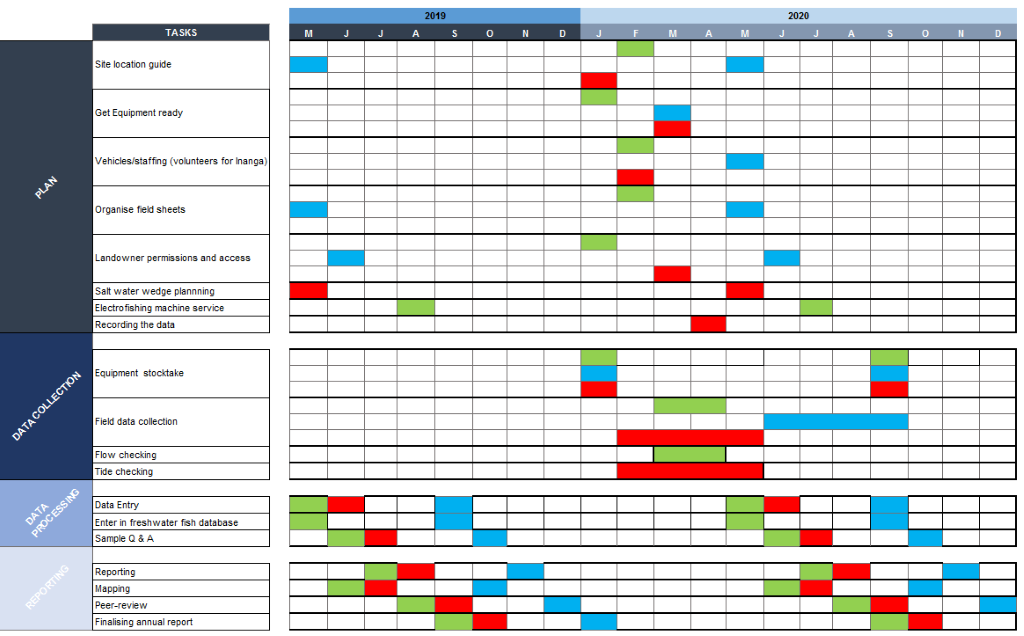 2019 2020
TASKS M J J A S O N D J F M A M J J A S O N D
PLAN
Site location guide
Get Equipment ready
Vehicles/staffing (volunteers for Inanga)
Organise field sheets
Landowner permissions and access
Salt water wedge plannning
Electrofishing machine service
Recording the data
DATA COLLECTION
Equipment stocktake
Field data collection
Flow checking
Tide checking
DATA
PROCESSING
Data Entry
Enter in freshwater fish database
Sample Q & A
REPORTING
Reporting
Mapping
Peer-review
Finalising annual report